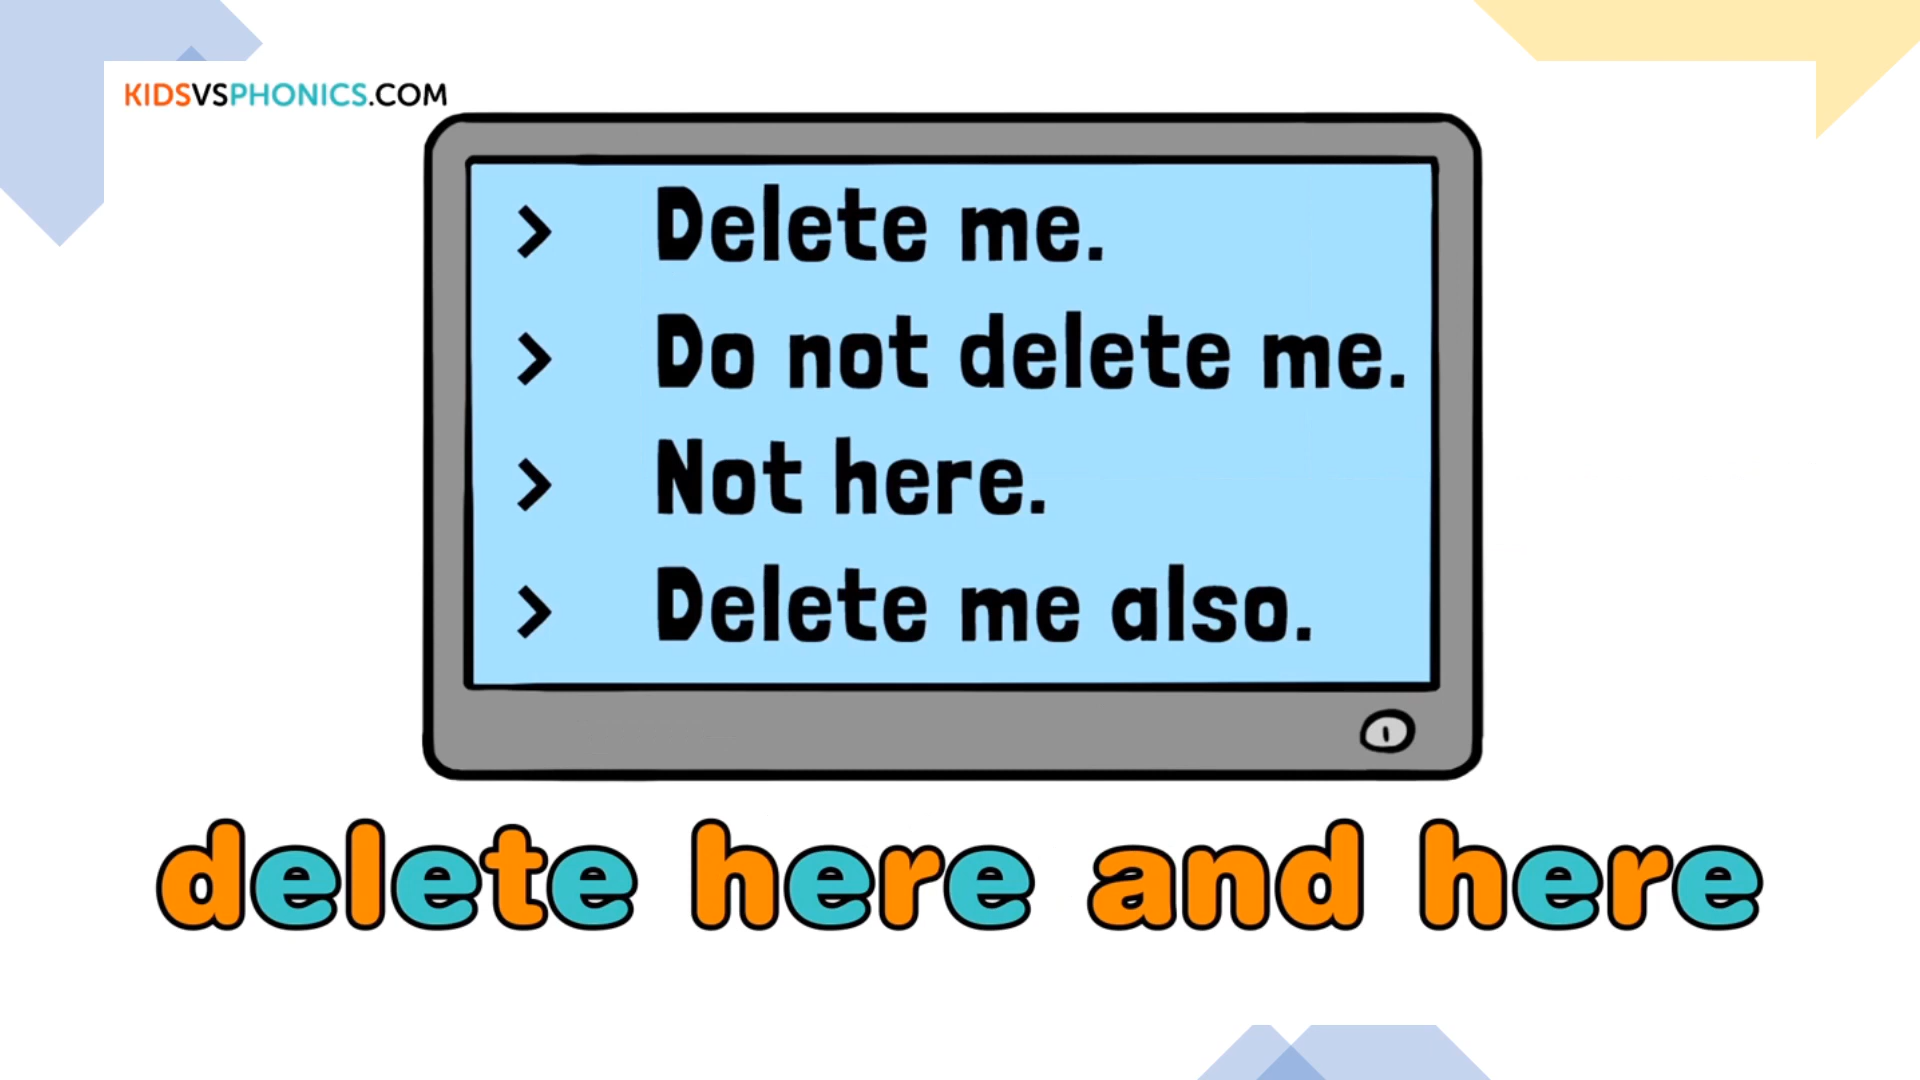 KIDSVSPHONICS.COM
> Delete me.
> Do not delete me.
> Not here.
> Delete me also.
delete here and here